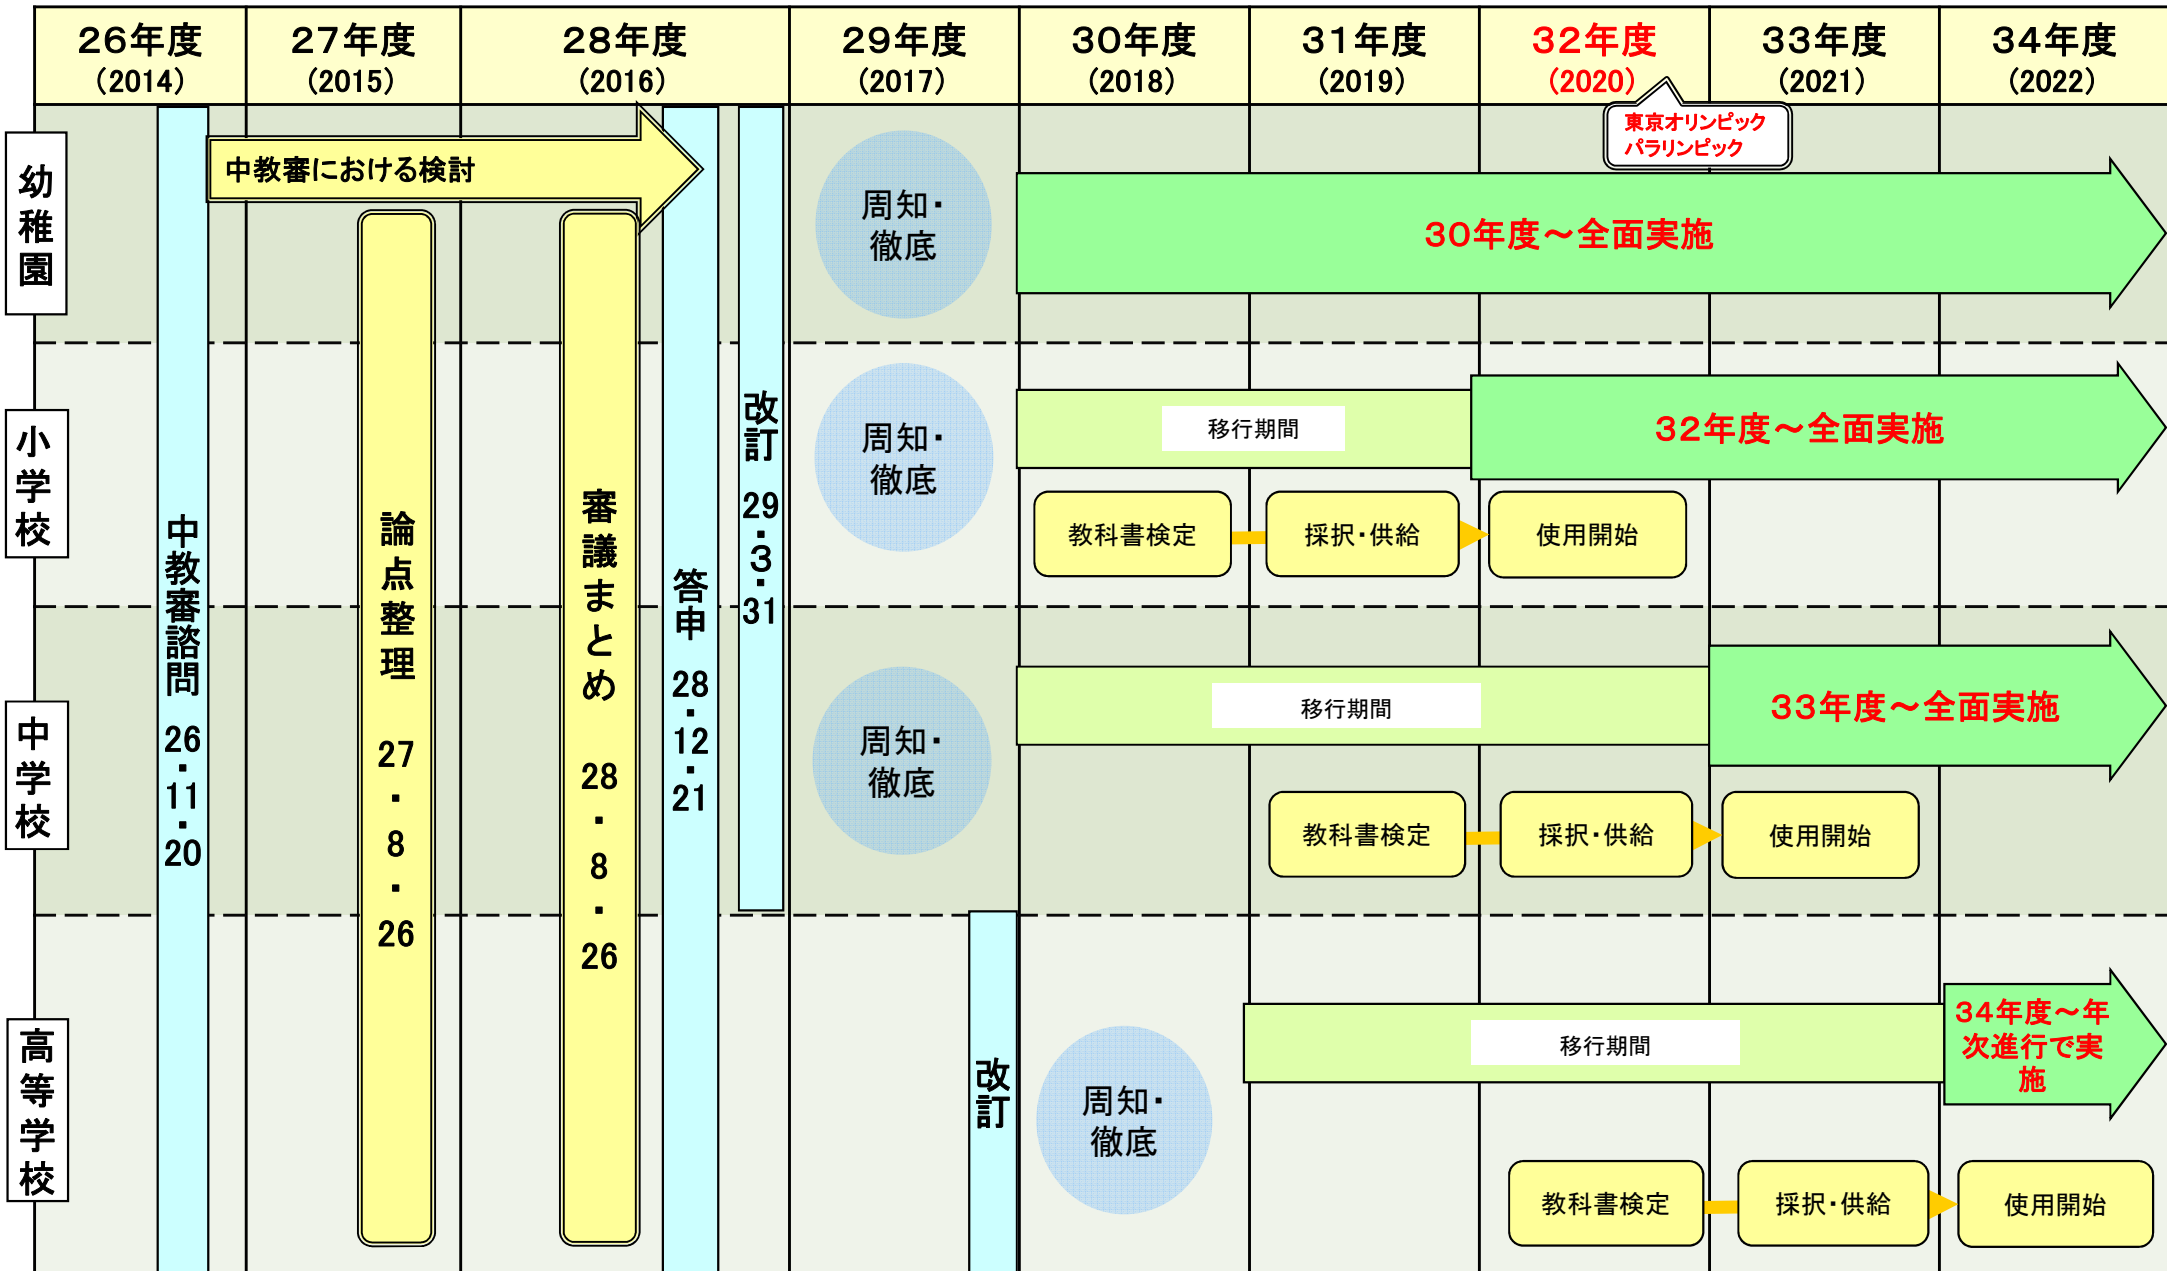 26年度
(2014)
27年度
(2015)
28年度
(2016)
29年度
(2017)
30年度
(2018)
31年度
(2019)
32年度
(2020)
33年度
(2021)
34年度
(2022)
東京オリンピック
パラリンピック
幼稚園
中教審における検討
周知・
徹底
30年度~全面実施
小学校
周知・
徹底
移行期間
32年度~全面実施
教科書検定
採択・供給
使用開始
中教審諮問 26・11・20
論点整理 27・8・26
審議まとめ 28・8・26
答申 28・12・21
改訂 29・3・31
中学校
周知・
徹底
移行期間
33年度~全面実施
教科書検定
採択・供給
使用開始
高等学校
改訂
周知・
徹底
移行期間
34年度~年
次進行で実
施
教科書検定
採択・供給
使用開始